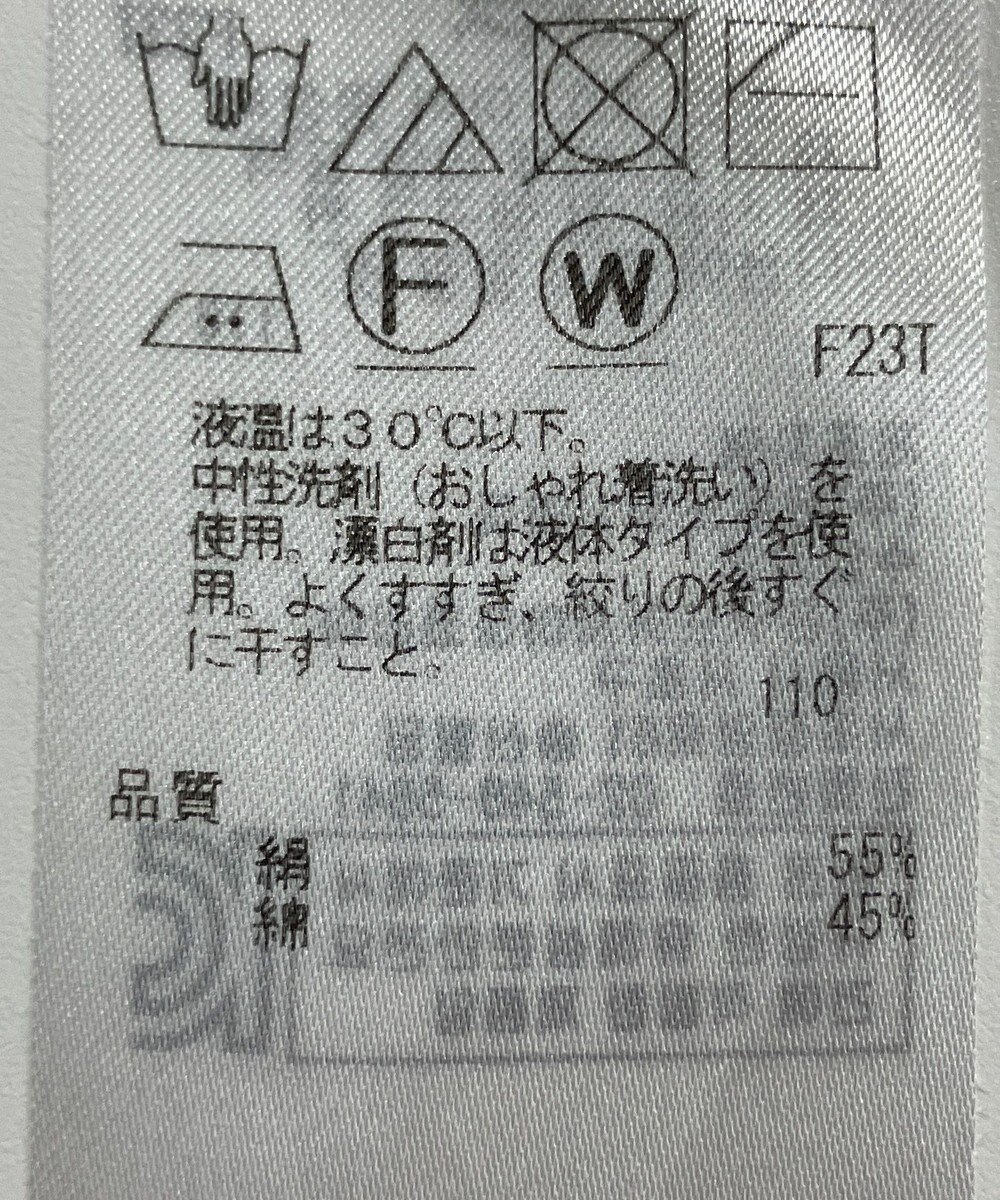 F
W
F23T
液温は30℃以下。
中性洗剤（おしゃれ着洗い）を
使用。漂白剤は液体タイプを使
用。よくすすぎ、絞りの後すぐ
に干すこと。
110
品質
絹 55%
綿 45%